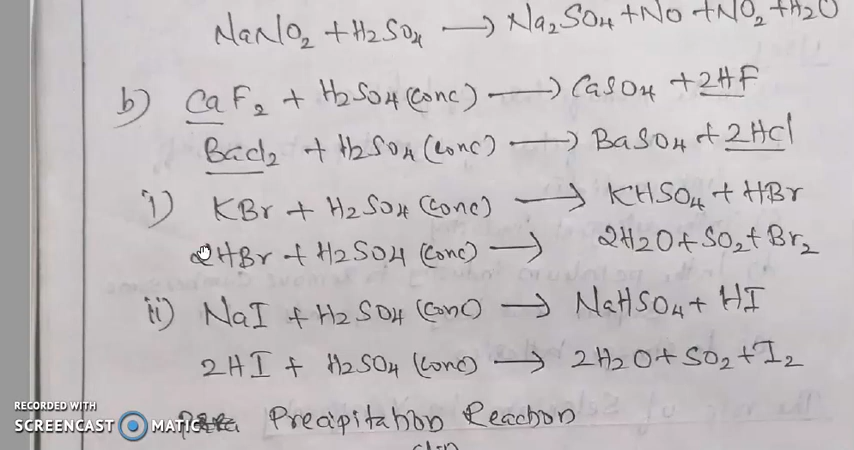 NaNO2 + H2SO4 → Na2SO4 + NO + NO2 + H2O
b) CaF2 + H2SO4 (conc) → CaSO4 + 2HF
BaCl2 + H2SO4 (conc) → BaSO4 + 2HCl
i) KBr + H2SO4 (conc) → KHSO4 + HBr
2HBr + H2SO4 (conc) → 2H2O + SO2 + Br2
ii) NaI + H2SO4 (conc) → NaHSO4 + HI
2HI + H2SO4 (conc) → 2H2O + SO2 + I2
Precipitation Reaction
RECORDED WITH
SCREENCAST MATIC